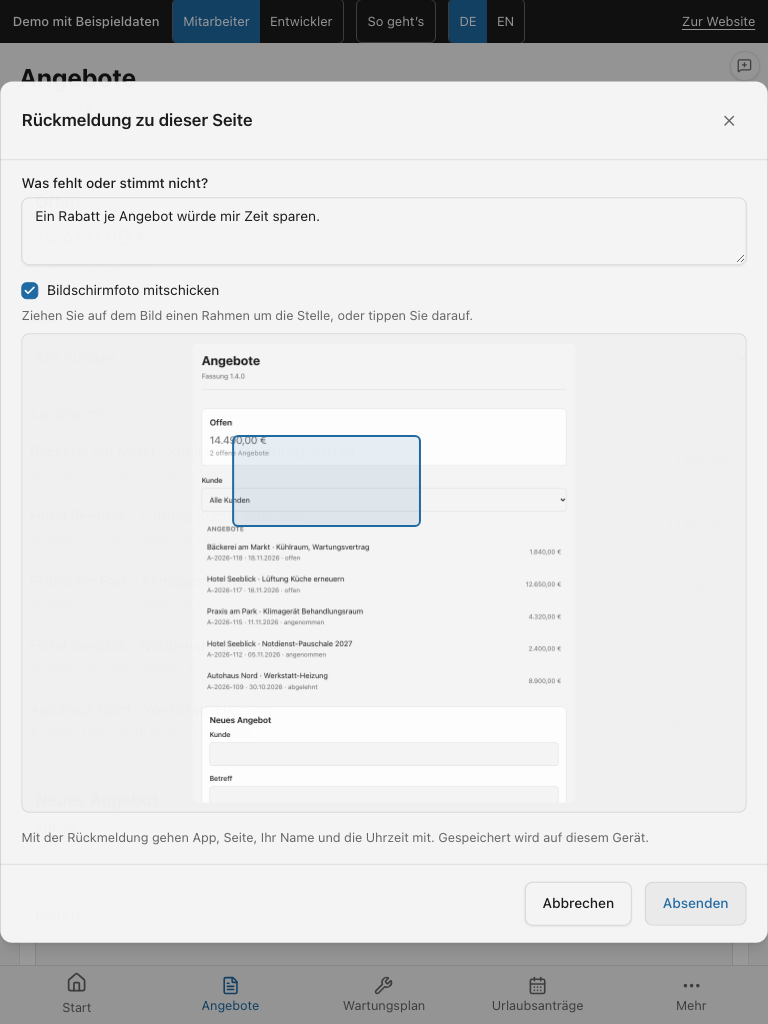 Demo mit Beispieldaten Mitarbeiter Entwickler So geht's DE EN Zur Website
Angebote
Rückmeldung zu dieser Seite
Was fehlt oder stimmt nicht?
Ein Rabatt je Angebot würde mir Zeit sparen.
Bildschirmfoto mitschicken
Ziehen Sie auf dem Bild einen Rahmen um die Stelle, oder tippen Sie darauf.
Angebote
Fassung 1.4.0
Offen
14.490,00 €
2 offene Angebote
Kunde
Alle Kunden
ANGEBOTE
Bäckerei am Markt · Kühlraum, Wartungsvertrag
A-2026-118 · 18.11.2026 · offen 1.840,00 €
Hotel Seeblick · Lüftung Küche erneuern
A-2026-117 · 16.11.2026 · offen 12.650,00 €
Praxis am Park · Klimagerät Behandlungsraum
A-2026-115 · 11.11.2026 · angenommen 4.320,00 €
Hotel Seeblick · Notdienst-Pauschale 2027
A-2026-112 · 05.11.2026 · angenommen 2.400,00 €
Autohaus Nord · Werkstatt-Heizung
A-2026-109 · 30.10.2026 · abgelehnt 8.900,00 €
Neues Angebot
Kunde
Betreff
Mit der Rückmeldung gehen App, Seite, Ihr Name und die Uhrzeit mit. Gespeichert wird auf diesem Gerät.
Abbrechen Absenden
Start Angebote Wartungsplan Urlaubsanträge Mehr